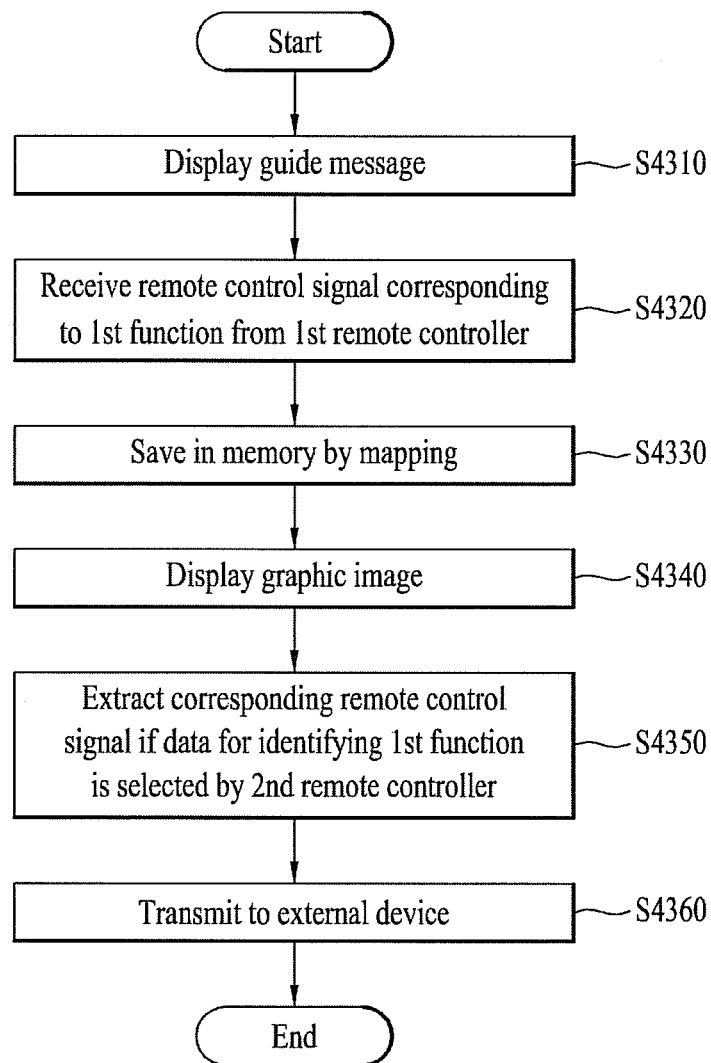 Start
Display guide message
S4310
Receive remote control signal corresponding
to 1st function from 1st remote controller
S4320
Save in memory by mapping
S4330
Display graphic image
S4340
Extract corresponding remote control
signal if data for identifying 1st function
is selected by 2nd remote controller
S4350
Transmit to external device
S4360
End